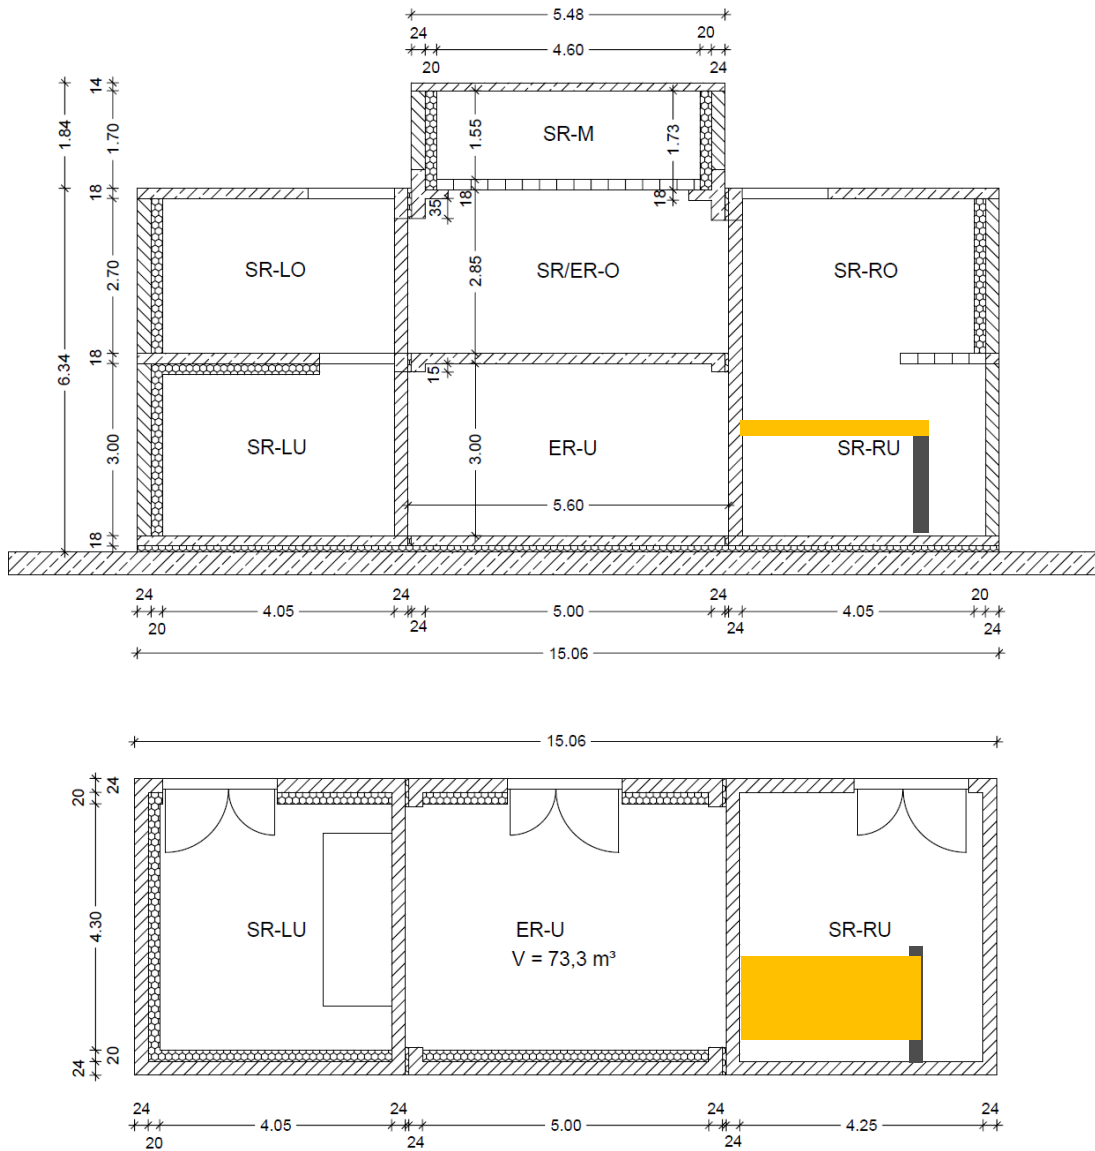 5.48
24 20
4.60
20 24
14
1.84
1.70
1.55
1.73
SR-M
18
35
18
18
SR-LO
SR/ER-O
SR-RO
2.70
2.85
6.34
18
15
SR-LU
ER-U
SR-RU
3.00
3.00
5.60
18
24 24 20
4.05 5.00 4.05
20 24 24 24
15.06
15.06
24
20
SR-LU
ER-U
SR-RU
4.30
V = 73,3 m³
20
24
24 24 24 24
4.05 5.00 4.25
20 24 24